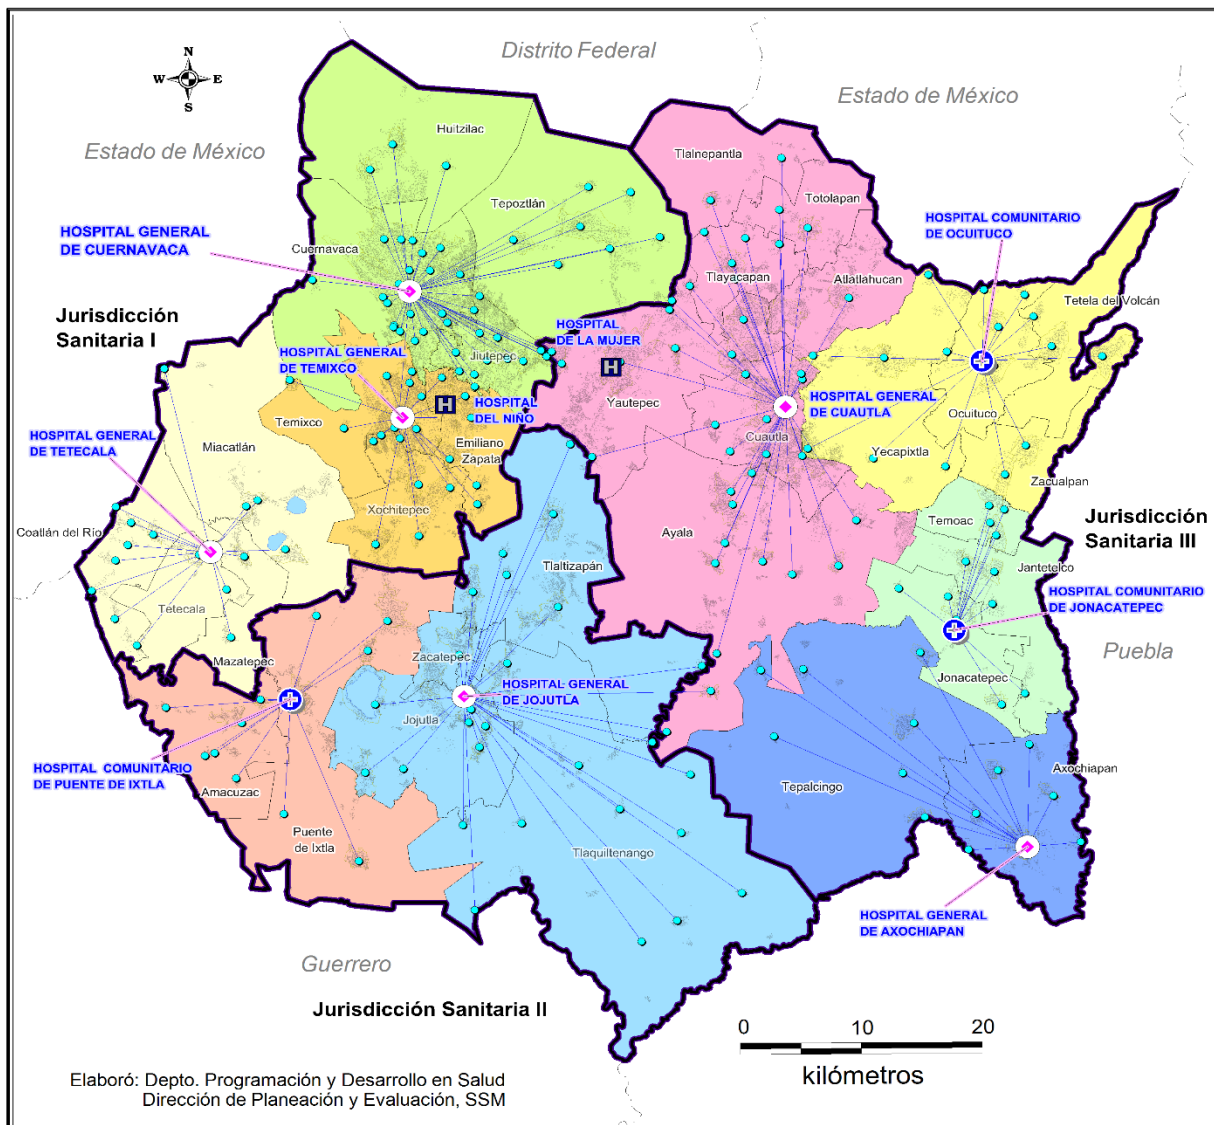 Distrito Federal
Estado de México
Estado de México
N
W E
S
Huitzilac
Tlalnepantla
Totolapan
Tepoztlán
HOSPITAL GENERAL
DE CUERNAVACA
HOSPITAL COMUNITARIO
DE OCUITUCO
Cuernavaca
Tlayacapan
Atlatlahucan
Tetela del Volcán
Jurisdicción
Sanitaria I
HOSPITAL
DE LA MUJER
HOSPITAL GENERAL
DE TEMIXCO
Jiutepec
HOSPITAL
DEL NIÑO
Yautepec
HOSPITAL GENERAL
DE CUAUTLA
Ocuituco
Temixco
Cuautla
HOSPITAL GENERAL
DE TETECALA
Miacatlán
Emiliano
Zapata
Yecapixtla
Zacualpan
Xochitepec
Coatlán del Río
Ayala
Temoac
Jurisdicción
Sanitaria III
Tlaltizapán
Jantetelco
HOSPITAL COMUNITARIO
DE JONACATEPEC
Tetecala
Mazatepec
Zacatepec
Puebla
Jonacatepec
HOSPITAL GENERAL
DE JOJUTLA
Jojutla
HOSPITAL COMUNITARIO
DE PUENTE DE IXTLA
Axochiapan
Tepalcingo
Amacuzac
Puente
de Ixtla
Tlaquiltenango
HOSPITAL GENERAL
DE AXOCHIAPAN
Guerrero
Jurisdicción Sanitaria II
0 10 20
kilómetros
Elaboró: Depto. Programación y Desarrollo en Salud
Dirección de Planeación y Evaluación, SSM
H
H